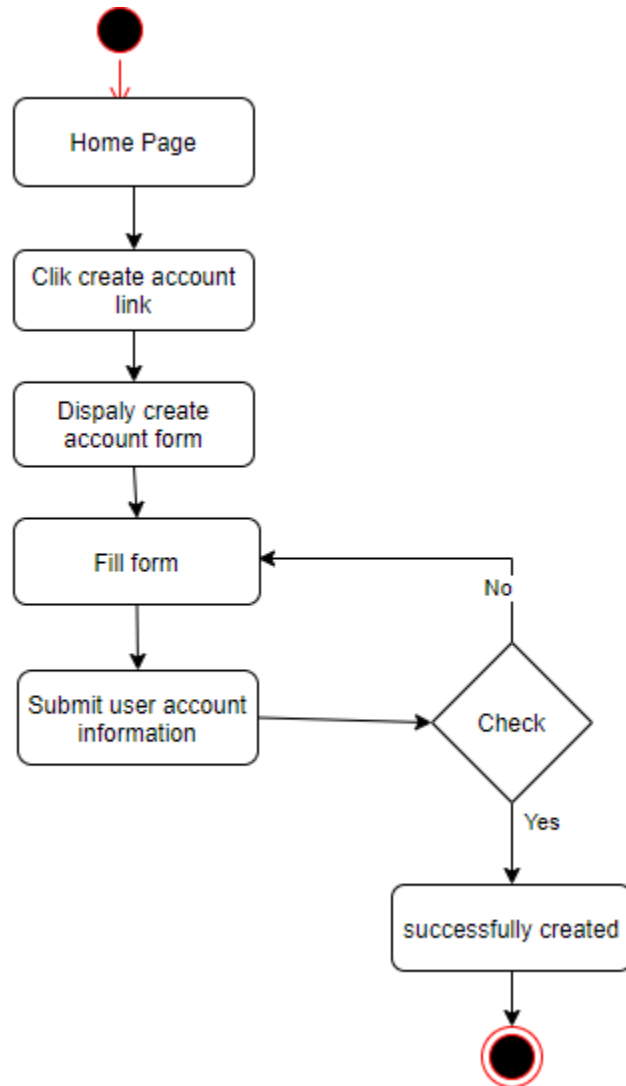 Home Page
Clik create account
link
Dispaly create
account form
Fill form
No
Submit user account
information
Check
Yes
successfully created